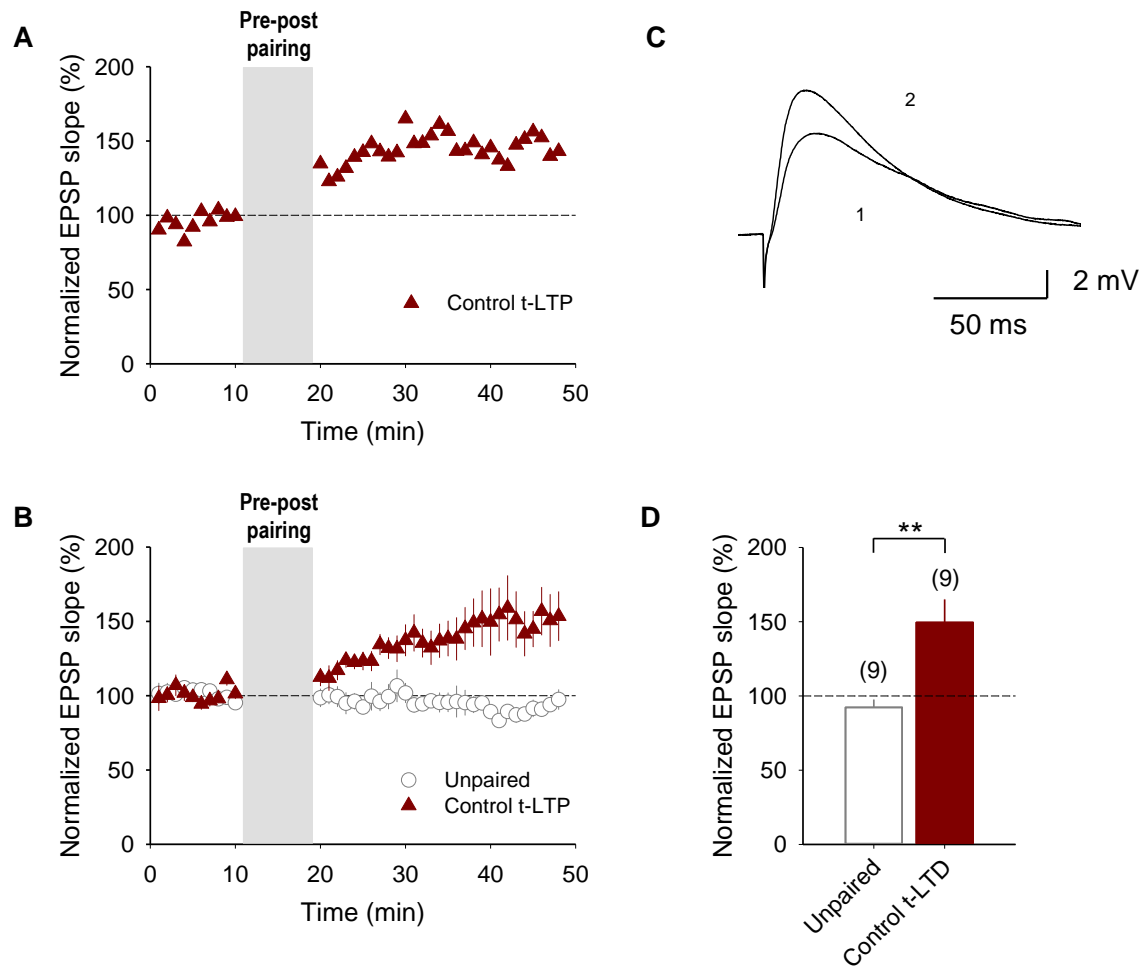 A
Pre-post
pairing
Normalized EPSP slope (%)
200
150
100
50
0
Control t-LTP
0 10 20 30 40 50
Time (min)
C
2
1
2 mV
50 ms
B
Pre-post
pairing
Normalized EPSP slope (%)
200
150
100
50
0
Unpaired
Control t-LTP
0 10 20 30 40 50
Time (min)
D
Normalized EPSP slope (%)
200
150
100
50
0
**
(9)
(9)
Unpaired
Control t-LTD